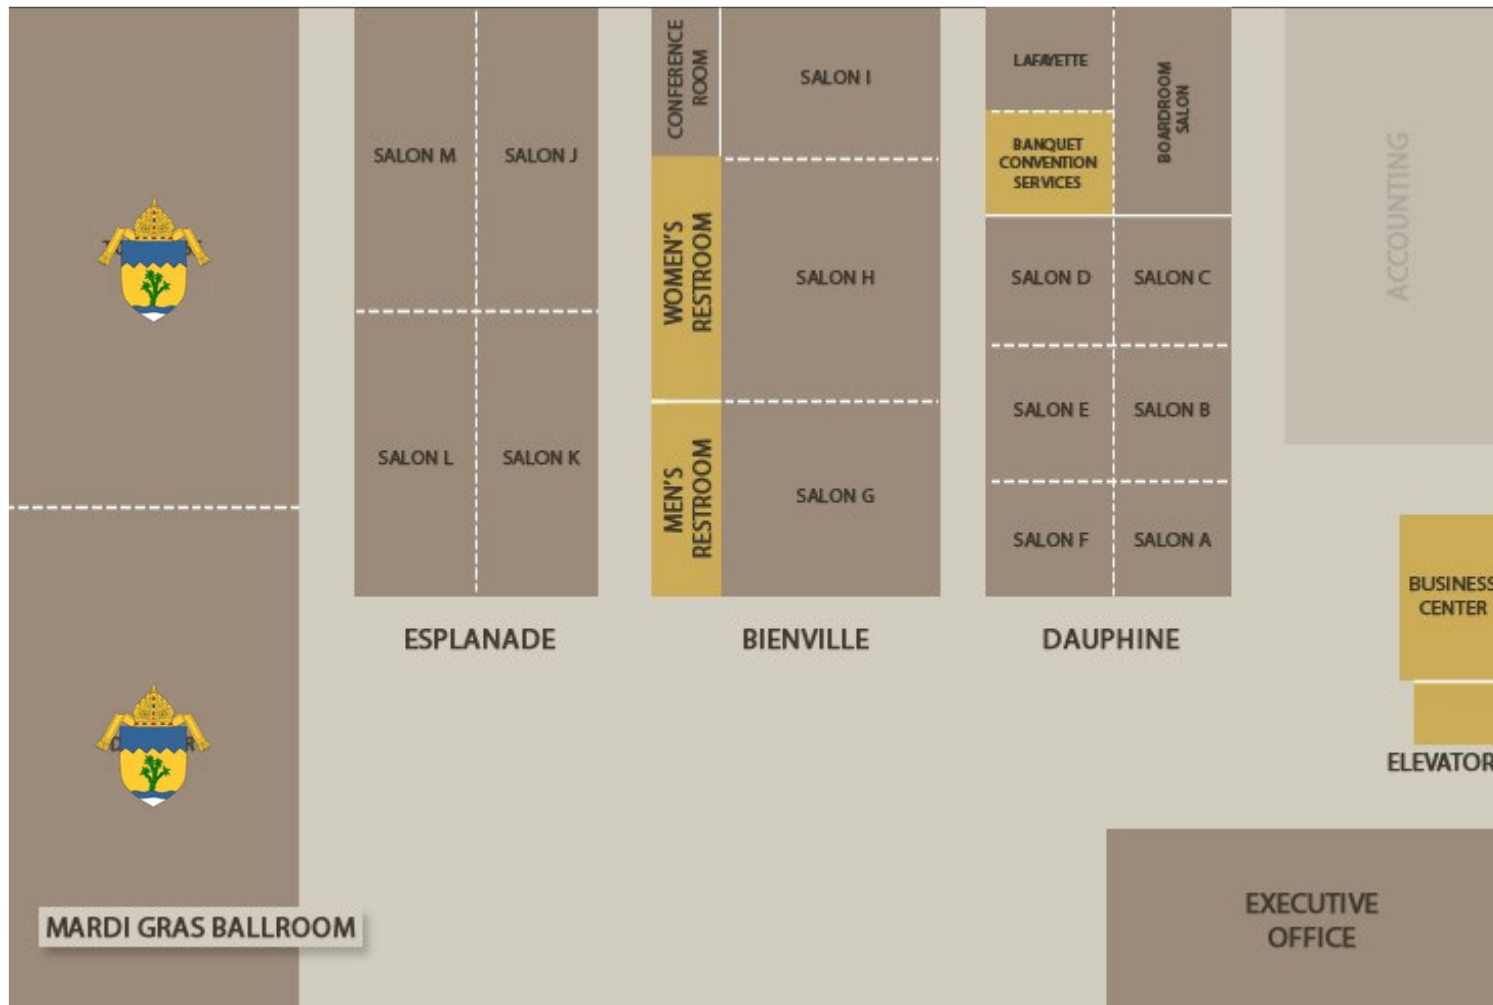 CONFERENCE
ROOM
SALON I
LAFAYETTE
BOARDROOM
SALON
BANQUET
CONVENTION
SERVICES
SALON M
SALON J
ACCOUNTING
WOMEN'S
RESTROOM
SALON H
SALON D
SALON C
SALON E
SALON B
SALON L
SALON K
MEN'S
RESTROOM
SALON G
SALON F
SALON A
BUSINESS
CENTER
ESPLANADE
BIENVILLE
DAUPHINE
ELEVATOR
MARDI GRAS BALLROOM
EXECUTIVE
OFFICE